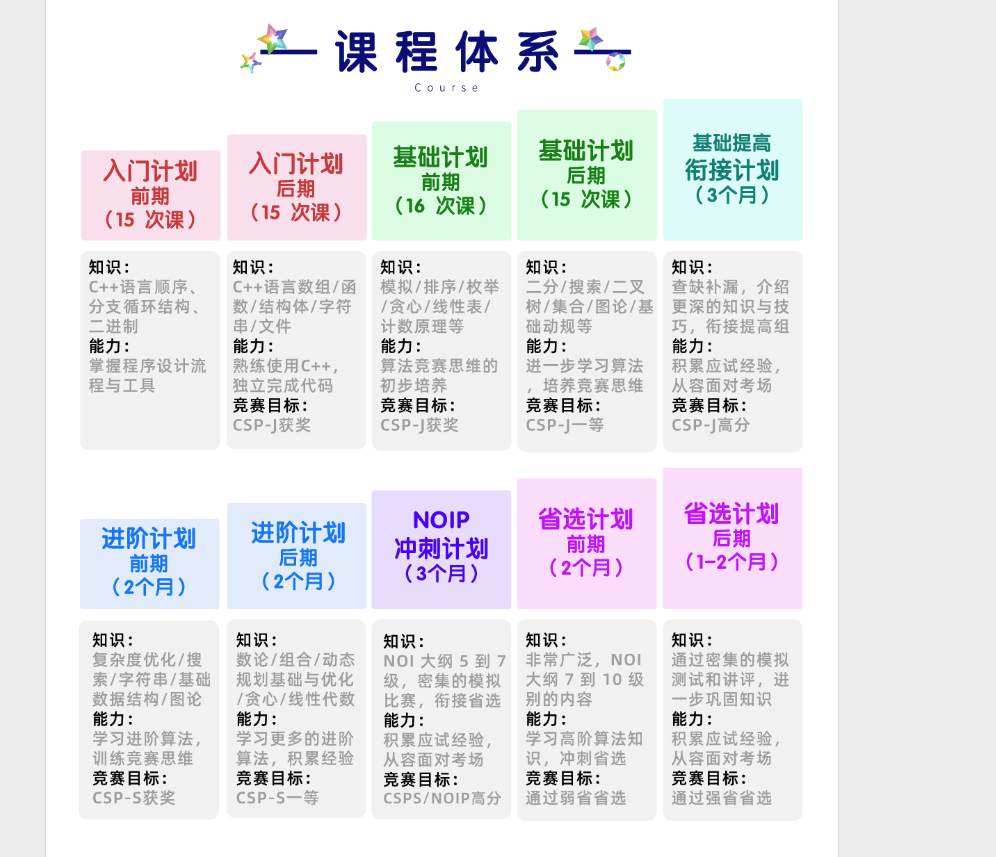 课程体系
Course
入门计划
前期
（15 次课）
入门计划
后期
（15 次课）
基础计划
前期
（16 次课）
基础计划
后期
（15 次课）
基础提高
衔接计划
（3个月）
知识：
C++语言顺序、
分支循环结构、
二进制
能力：
掌握程序设计流
程与工具
知识：
C++语言数组/函
数/结构体/字符
串/文件
能力：
熟练使用C++，
独立完成代码
竞赛目标：
CSP-J获奖
知识：
模拟/排序/枚举
/贪心/线性表/
计数原理等
能力：
算法竞赛思维的
初步培养
竞赛目标：
CSP-J获奖
知识：
二分/搜索/二叉
树/集合/图论/基
础动规等
能力：
进一步学习算法
，培养竞赛思维
竞赛目标：
CSP-J一等
知识：
查缺补漏，介绍
更深的知识与技
巧，衔接提高组
能力：
积累应试经验，
从容面对考场
竞赛目标：
CSP-J高分
进阶计划
前期
（2个月）
进阶计划
后期
（2个月）
NOIP
冲刺计划
（3个月）
省选计划
前期
（2个月）
省选计划
后期
（1-2个月）
知识：
复杂度优化/搜
索/字符串/基础
数据结构/图论
能力：
学习进阶算法，
训练竞赛思维
竞赛目标：
CSP-S获奖
知识：
数论/组合/动态
规划基础与优化
/贪心/线性代数
能力：
学习更多的进阶
算法，积累经验
竞赛目标：
CSP-S一等
知识：
NOI 大纲 5 到 7
级，密集的模拟
比赛，衔接省选
能力：
积累应试经验，
从容面对考场
竞赛目标：
CSPS/NOIP高分
知识：
非常广泛，NOI
大纲 7 到 10 级
别的内容
能力：
学习高阶算法知
识，冲刺省选
竞赛目标：
通过弱省省选
知识：
通过密集的模拟
测试和讲评，进
一步巩固知识
能力：
积累应试经验，
从容面对考场
竞赛目标：
通过强省省选